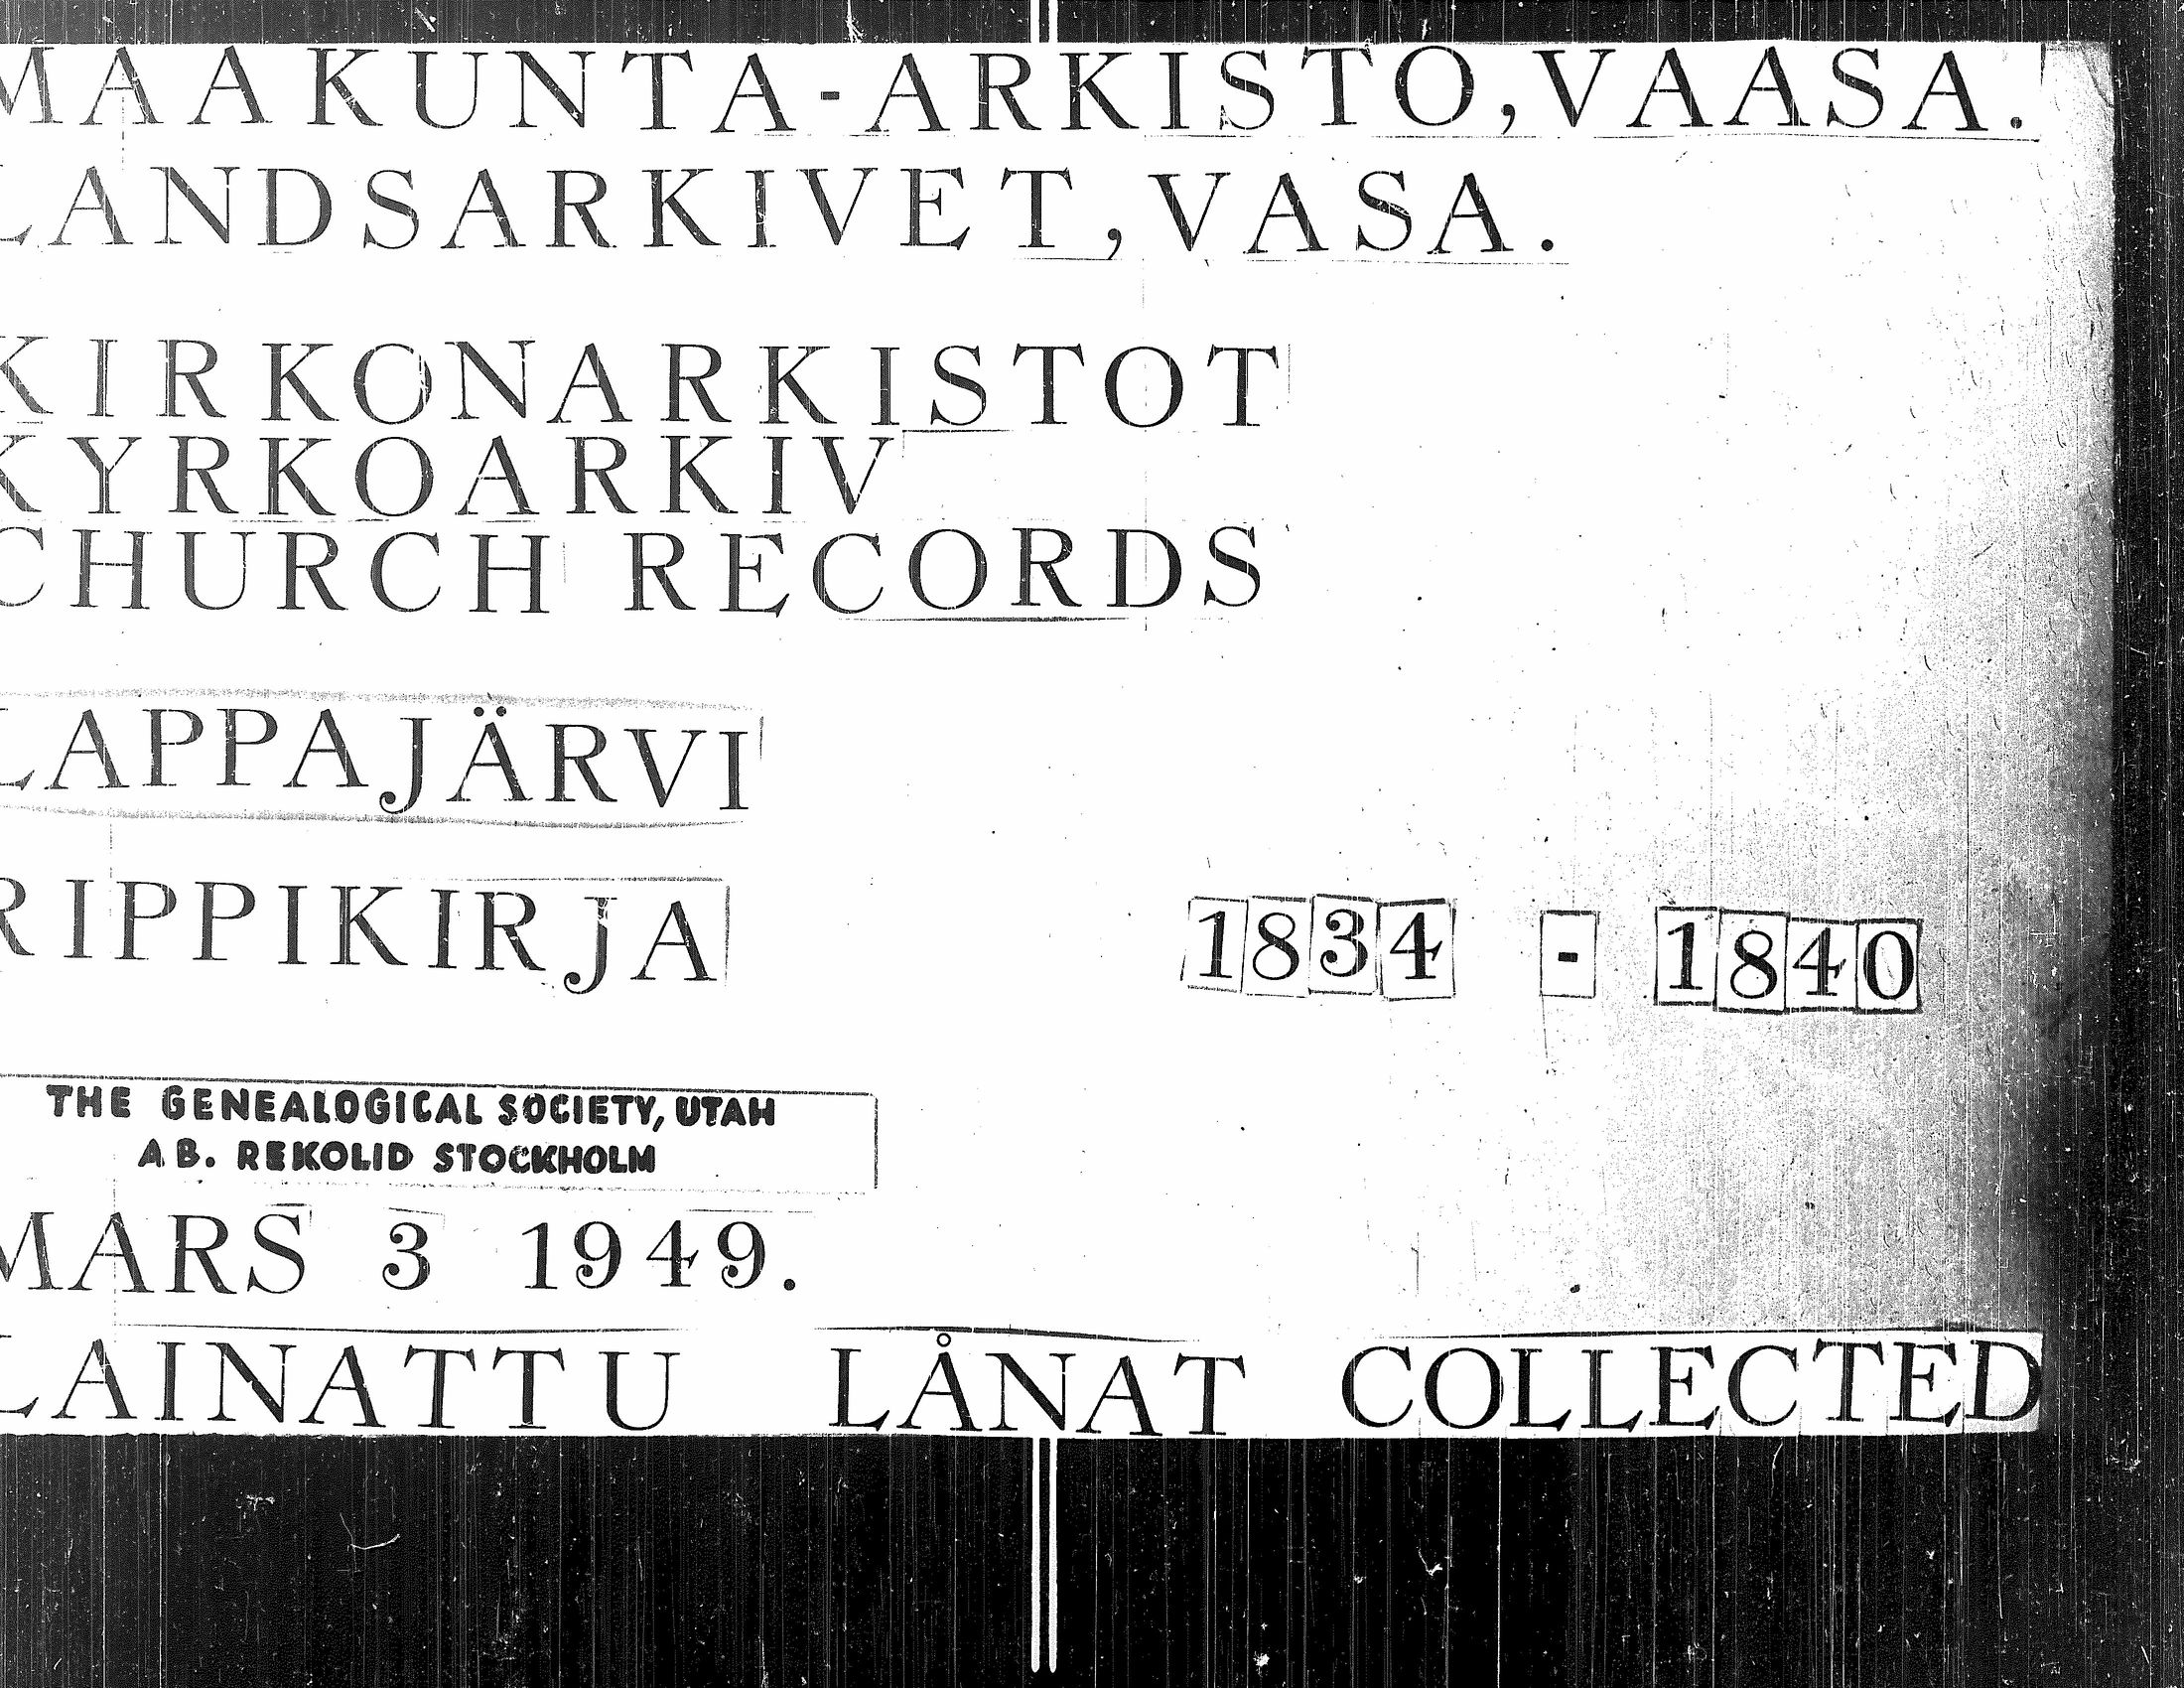 MAAKUNTA-ARKISTO, VAASA.
LANDSARKIVET, VASA.
KIRKONARKISTOT
KYRKOARKIV
CHURCH RECORDS
LAPPAJÄRVI
RIPPIKIRJA 1834 - 1840
THE GENEALOGICAL SOCIETY, UTAH
AB. REKOLID STOCKHOLM
MARS 3 1949.
LAINATTU LÅNAT COLLECTED